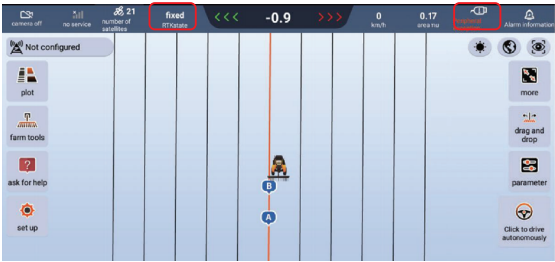 camera off
no service
21
number of
satellites
fixed
RTKstate
<<<
-0.9
>>>
0
km/h
0.17
area mu
Alarm information
Not configured
plot
farm tools
ask for help
set up
more
drag and
drop
parameter
Click to drive
autonomously
B
A